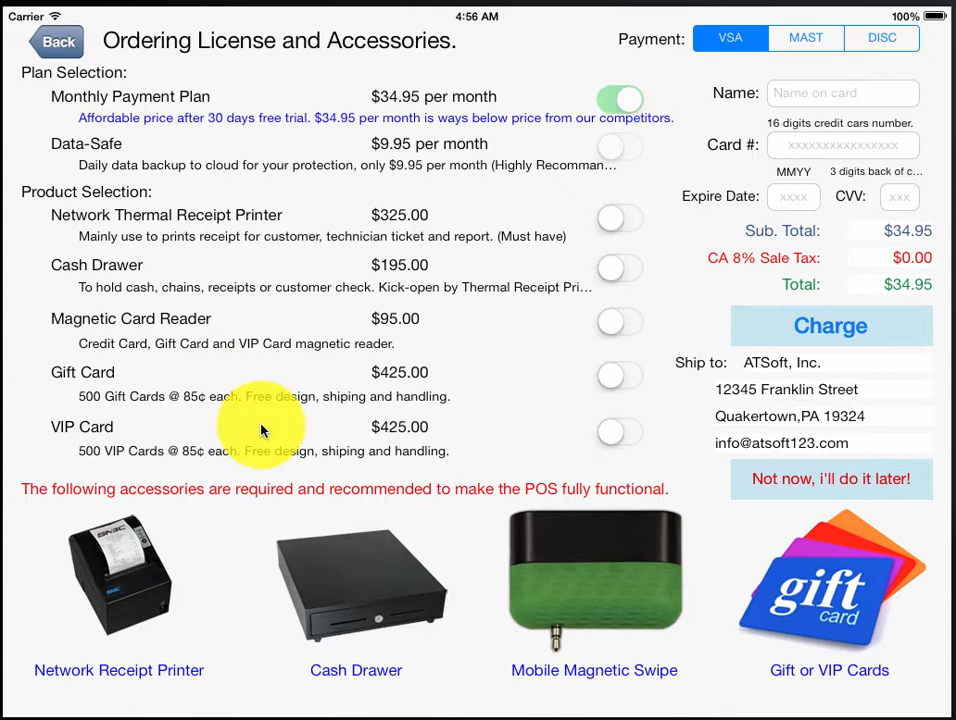 Carrier 4:56 AM 100%
Back Ordering License and Accessories. Payment: VSA MAST DISC
Plan Selection:
Monthly Payment Plan $34.95 per month
Affordable price after 30 days free trial. $34.95 per month is ways below price from our competitors.
Data-Safe $9.95 per month
Daily data backup to cloud for your protection, only $9.95 per month (Highly Recomman...
Product Selection:
Network Thermal Receipt Printer $325.00
Mainly use to prints receipt for customer, technician ticket and report. (Must have)
Cash Drawer $195.00
To hold cash, chains, receipts or customer check. Kick-open by Thermal Receipt Pri...
Magnetic Card Reader $95.00
Credit Card, Gift Card and VIP Card magnetic reader.
Gift Card $425.00
500 Gift Cards @ 85¢ each. Free design, shiping and handling.
VIP Card $425.00
500 VIP Cards @ 85¢ each. Free design, shiping and handling.
Name: Name on card
16 digits credit cars number.
Card #: xxxxxxxxxxxxxxxx
MMYY 3 digits back of c...
Expire Date: xxxx CVV: xxx
Sub. Total: $34.95
CA 8% Sale Tax: $0.00
Total: $34.95
Charge
Ship to: ATSoft, Inc.
12345 Franklin Street
Quakertown,PA 19324
info@atsoft123.com
Not now, i'll do it later!
The following accessories are required and recommended to make the POS fully functional.
gift
card
Network Receipt Printer Cash Drawer Mobile Magnetic Swipe Gift or VIP Cards